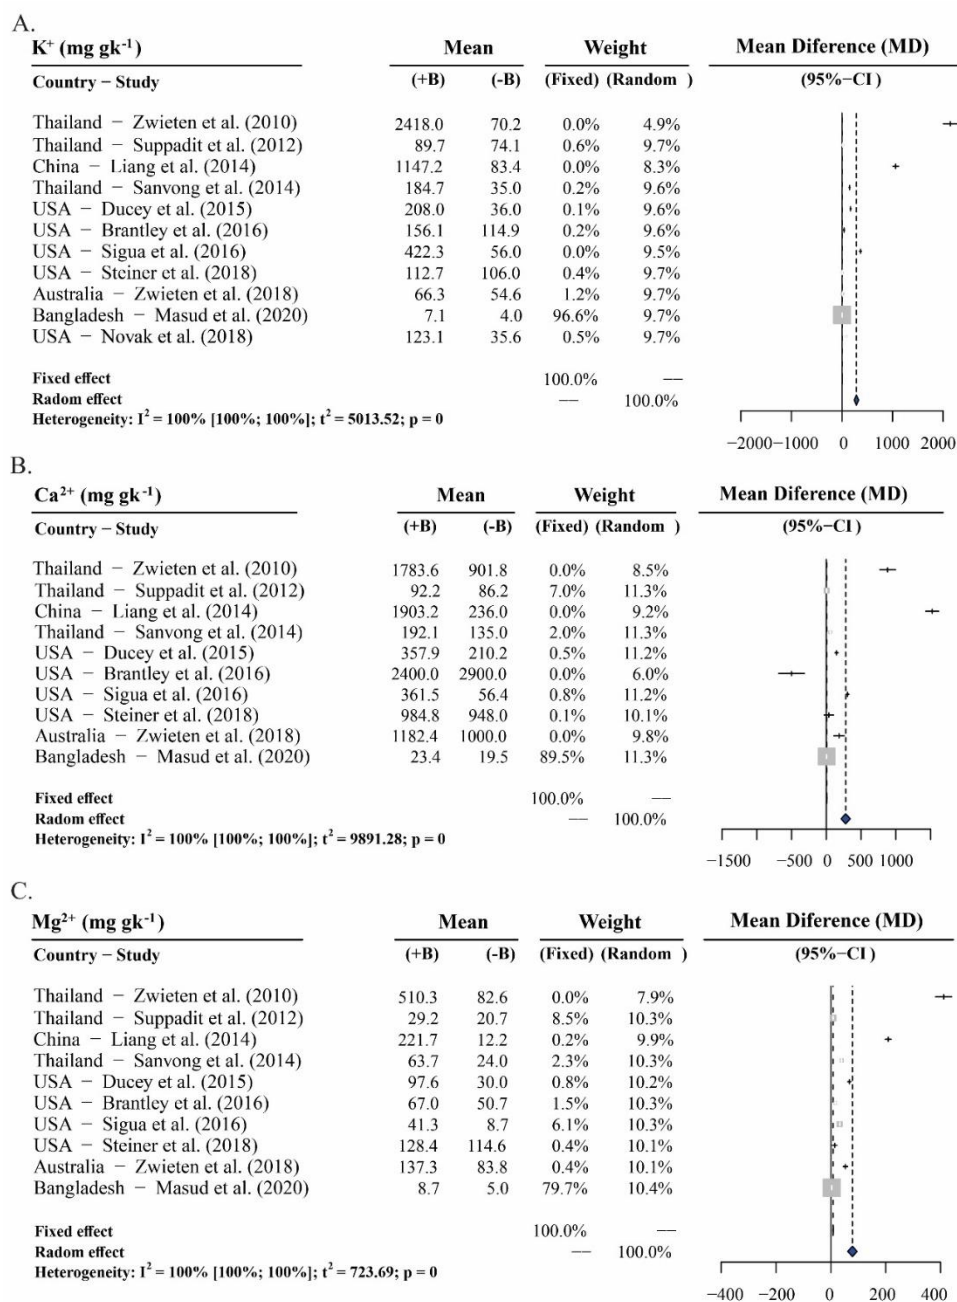 A.
K⁺ (mg gk⁻¹) Mean Weight Mean Diference (MD)
Country – Study (+B) (-B) (Fixed) (Random ) (95%−CI )
Thailand − Zwieten et al. (2010) 2418.0 70.2 0.0% 4.9%
Thailand − Suppadit et al. (2012) 89.7 74.1 0.6% 9.7%
China − Liang et al. (2014) 1147.2 83.4 0.0% 8.3%
Thailand − Sanvong et al. (2014) 184.7 35.0 0.2% 9.6%
USA − Ducey et al. (2015) 208.0 36.0 0.1% 9.6%
USA − Brantley et al. (2016) 156.1 114.9 0.2% 9.6%
USA − Sigua et al. (2016) 422.3 56.0 0.0% 9.5%
USA − Steiner et al. (2018) 112.7 106.0 0.4% 9.7%
Australia − Zwieten et al. (2018) 66.3 54.6 1.2% 9.7%
Bangladesh − Masud et al. (2020) 7.1 4.0 96.6% 9.7%
USA − Novak et al. (2018) 123.1 35.6 0.5% 9.7%
Fixed effect 100.0% —
Radom effect — 100.0%
Heterogeneity: I² = 100% [100%; 100%]; t² = 5013.52; p = 0
−2000 −1000 0 1000 2000
B.
Ca²⁺ (mg gk⁻¹) Mean Weight Mean Diference (MD)
Country – Study (+B) (-B) (Fixed) (Random ) (95%−CI )
Thailand − Zwieten et al. (2010) 1783.6 901.8 0.0% 8.5%
Thailand − Suppadit et al. (2012) 92.2 86.2 7.0% 11.3%
China − Liang et al. (2014) 1903.2 236.0 0.0% 9.2%
Thailand − Sanvong et al. (2014) 192.1 135.0 2.0% 11.3%
USA − Ducey et al. (2015) 357.9 210.2 0.5% 11.2%
USA − Brantley et al. (2016) 2400.0 2900.0 0.0% 6.0%
USA − Sigua et al. (2016) 361.5 56.4 0.8% 11.2%
USA − Steiner et al. (2018) 984.8 948.0 0.1% 10.1%
Australia − Zwieten et al. (2018) 1182.4 1000.0 0.0% 9.8%
Bangladesh − Masud et al. (2020) 23.4 19.5 89.5% 11.3%
Fixed effect 100.0% —
Radom effect — 100.0%
Heterogeneity: I² = 100% [100%; 100%]; t² = 9891.28; p = 0
−1500 −500 0 500 1000
C.
Mg²⁺ (mg gk⁻¹) Mean Weight Mean Diference (MD)
Country – Study (+B) (-B) (Fixed) (Random ) (95%−CI )
Thailand − Zwieten et al. (2010) 510.3 82.6 0.0% 7.9%
Thailand − Suppadit et al. (2012) 29.2 20.7 8.5% 10.3%
China − Liang et al. (2014) 221.7 12.2 0.2% 9.9%
Thailand − Sanvong et al. (2014) 63.7 24.0 2.3% 10.3%
USA − Ducey et al. (2015) 97.6 30.0 0.8% 10.2%
USA − Brantley et al. (2016) 67.0 50.7 1.5% 10.3%
USA − Sigua et al. (2016) 41.3 8.7 6.1% 10.3%
USA − Steiner et al. (2018) 128.4 114.6 0.4% 10.1%
Australia − Zwieten et al. (2018) 137.3 83.8 0.4% 10.1%
Bangladesh − Masud et al. (2020) 8.7 5.0 79.7% 10.4%
Fixed effect 100.0% —
Radom effect — 100.0%
Heterogeneity: I² = 100% [100%; 100%]; t² = 723.69; p = 0
−400 −200 0 200 400